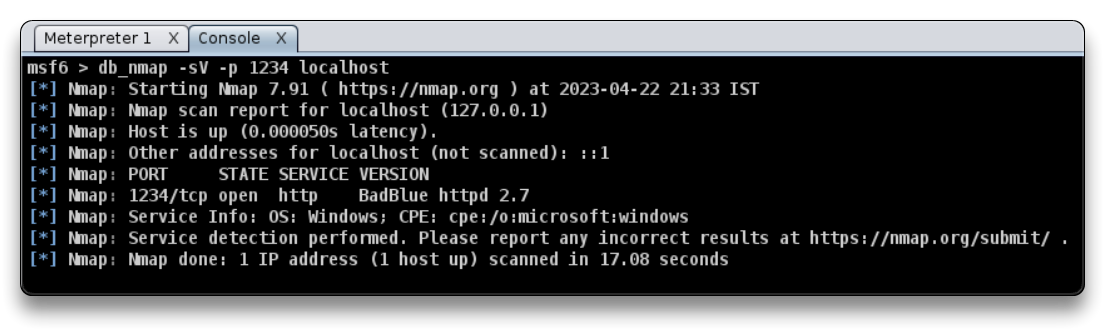 Meterpreter 1 X Console X
msf6 > db_nmap -sV -p 1234 localhost
[*] Nmap: Starting Nmap 7.91 ( https://nmap.org ) at 2023-04-22 21:33 IST
[*] Nmap: Nmap scan report for localhost (127.0.0.1)
[*] Nmap: Host is up (0.000050s latency).
[*] Nmap: Other addresses for localhost (not scanned): ::1
[*] Nmap: PORT     STATE SERVICE VERSION
[*] Nmap: 1234/tcp open  http    BadBlue httpd 2.7
[*] Nmap: Service Info: OS: Windows; CPE: cpe:/o:microsoft:windows
[*] Nmap: Service detection performed. Please report any incorrect results at https://nmap.org/submit/ .
[*] Nmap: Nmap done: 1 IP address (1 host up) scanned in 17.08 seconds